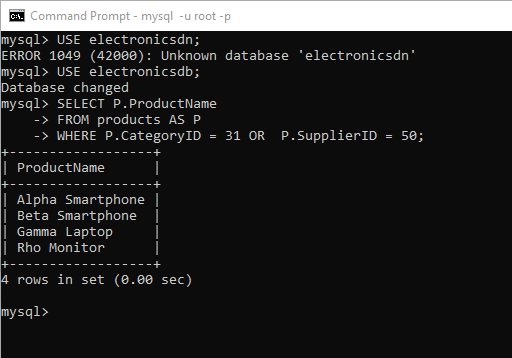 Command Prompt - mysql  -u root -p
mysql> USE electronicsdn;
ERROR 1049 (42000): Unknown database 'electronicsdn'
mysql> USE electronicsdb;
Database changed
mysql> SELECT P.ProductName
    -> FROM products AS P
    -> WHERE P.CategoryID = 31 OR  P.SupplierID = 50;
+------------------+
| ProductName      |
+------------------+
| Alpha Smartphone |
| Beta Smartphone  |
| Gamma Laptop     |
| Rho Monitor      |
+------------------+
4 rows in set (0.00 sec)

mysql>